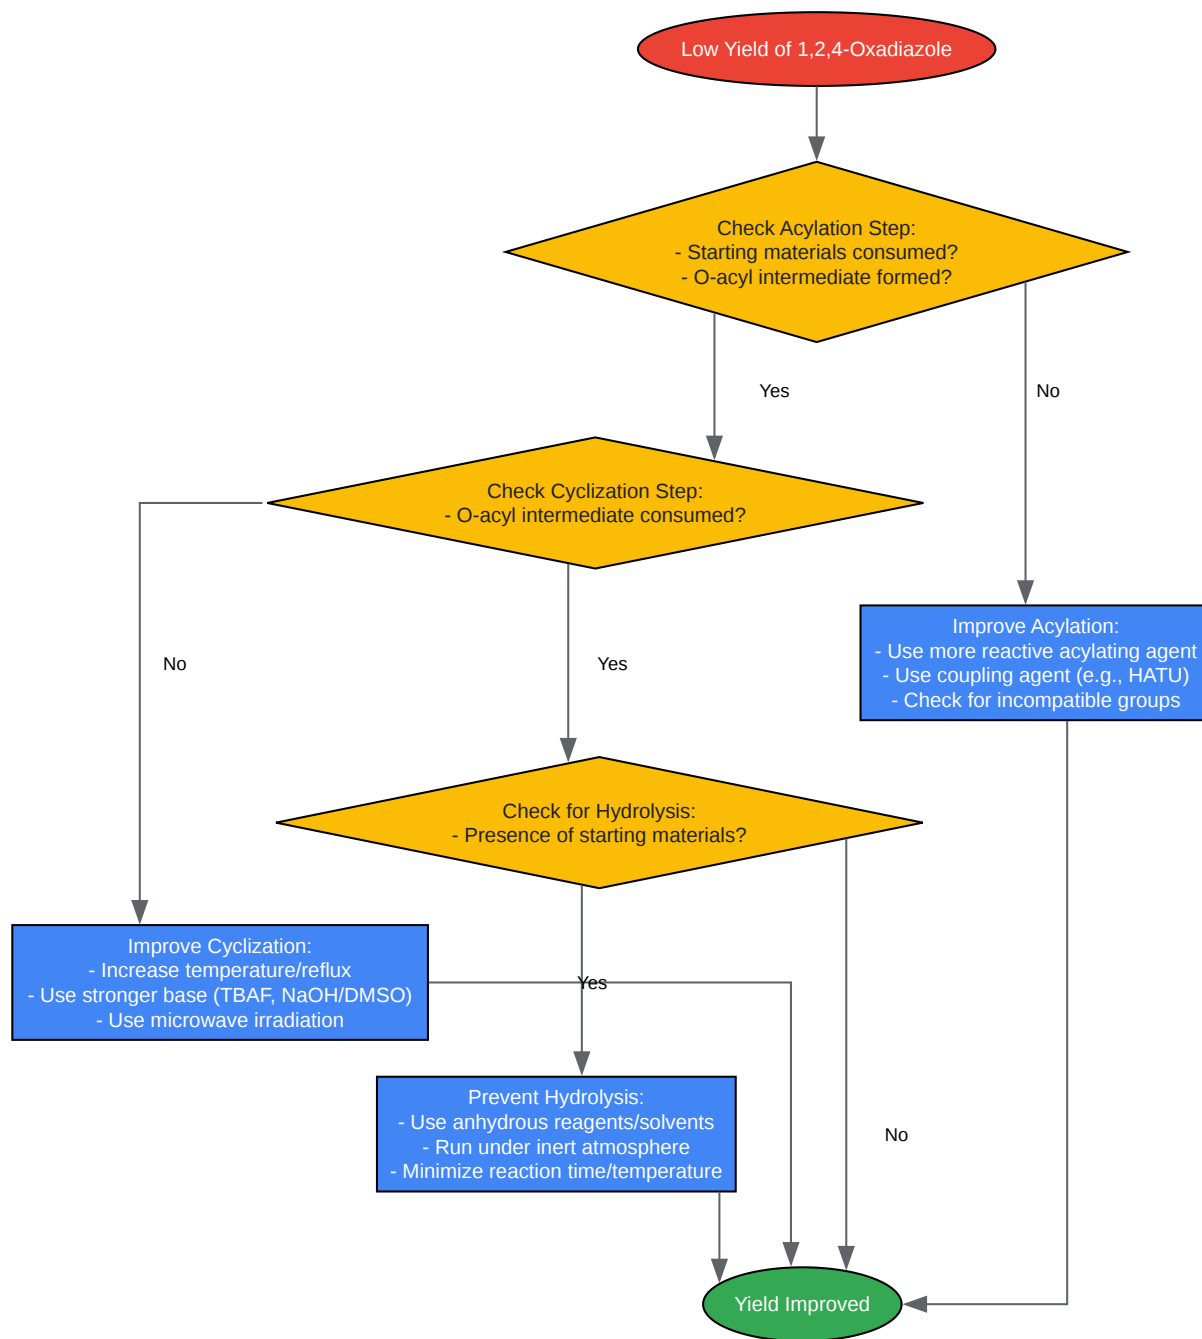 Low Yield of 1,2,4-Oxadiazole
Check Acylation Step:
- Starting materials consumed?
- O-acyl intermediate formed?
Yes
No
Check Cyclization Step:
- O-acyl intermediate consumed?
No
Yes
Improve Acylation:
- Use more reactive acylating agent
- Use coupling agent (e.g., HATU)
- Check for incompatible groups
Check for Hydrolysis:
- Presence of starting materials?
Improve Cyclization:
- Increase temperature/reflux
- Use stronger base (TBAF, NaOH/DMSO)
- Use microwave irradiation
Yes
Prevent Hydrolysis:
- Use anhydrous reagents/solvents
- Run under inert atmosphere
- Minimize reaction time/temperature
No
Yield Improved